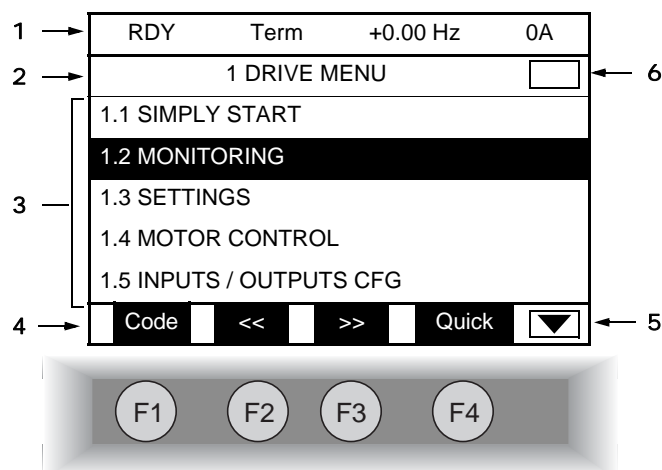 1 RDY Term +0.00 Hz 0A
2 1 DRIVE MENU 6
1.1 SIMPLY START
1.2 MONITORING
3 1.3 SETTINGS
1.4 MOTOR CONTROL
1.5 INPUTS / OUTPUTS CFG
4 Code << >> Quick 5
F1 F2 F3 F4